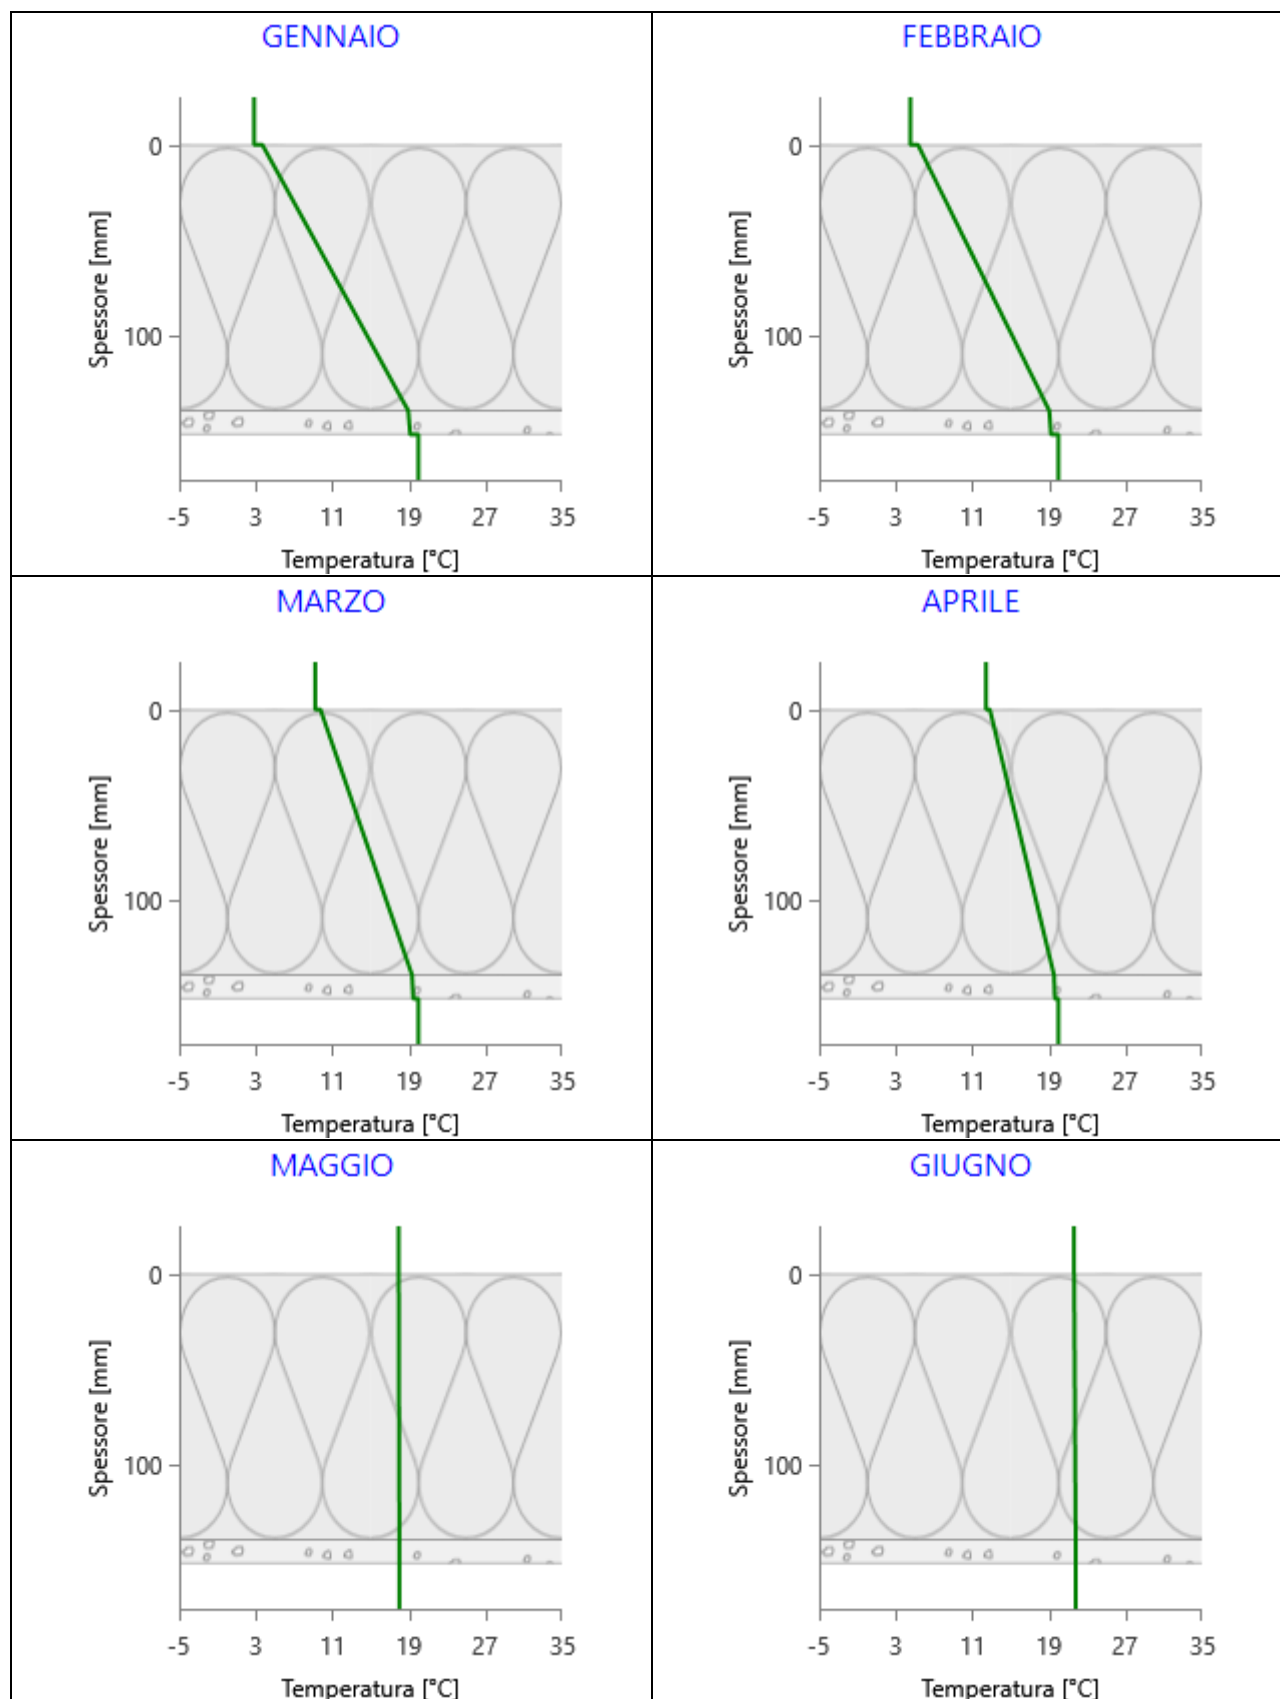 GENNAIO
0
100
Spessore [mm]
-5 3 11 19 27 35
Temperatura [°C]
FEBBRAIO
0
100
Spessore [mm]
-5 3 11 19 27 35
Temperatura [°C]
MARZO
0
100
Spessore [mm]
-5 3 11 19 27 35
Temperatura [°C]
APRILE
0
100
Spessore [mm]
-5 3 11 19 27 35
Temperatura [°C]
MAGGIO
0
100
Spessore [mm]
-5 3 11 19 27 35
Temperatura [°C]
GIUGNO
0
100
Spessore [mm]
-5 3 11 19 27 35
Temperatura [°C]